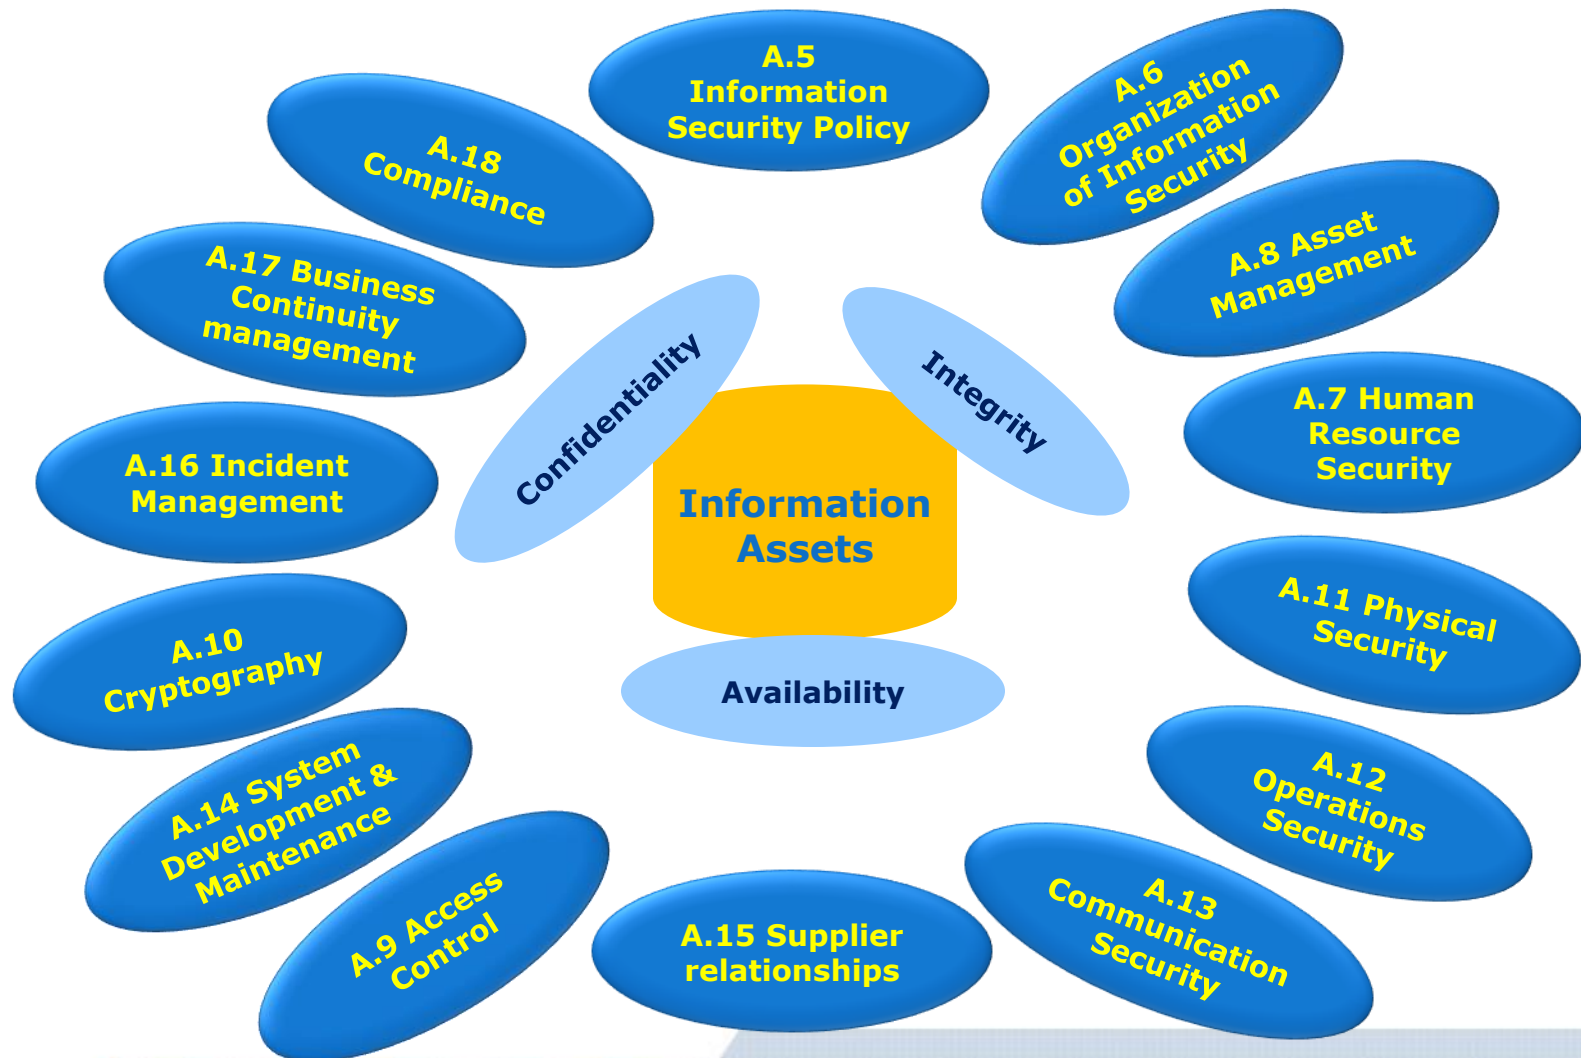 A.5
Information
Security Policy
A.6
Organization
of Information
Security
A.8 Asset
Management
A.7 Human
Resource
Security
A.11 Physical
Security
A.12
Operations
Security
A.13
Communication
Security
A.15 Supplier
relationships
A.9 Access
Control
A.14 System
Development &
Maintenance
A.10
Cryptography
A.16 Incident
Management
A.17 Business
Continuity
management
A.18
Compliance
Confidentiality
Integrity
Information
Assets
Availability